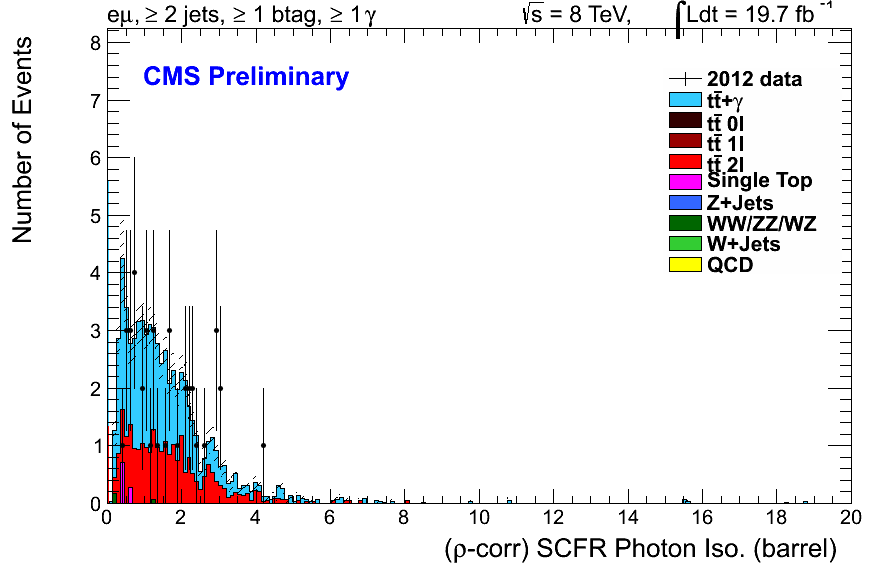 eμ, ≥ 2 jets, ≥ 1 btag, ≥ 1 γ
√s = 8 TeV, ∫Ldt = 19.7 fb⁻¹
CMS Preliminary
Number of Events
8
7
6
5
4
3
2
1
0
2012 data
tt̄+γ
tt̄ 0l
tt̄ 1l
tt̄ 2l
Single Top
Z+Jets
WW/ZZ/WZ
W+Jets
QCD
0 2 4 6 8 10 12 14 16 18 20
(ρ-corr) SCFR Photon Iso. (barrel)